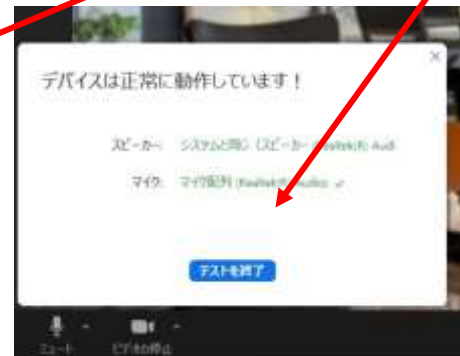 デバイスは正常に動作しています！
スピーカー: システムと同じ (スピーカー (Realtek(R) Audi
マイク: マイク配列 (Realtek(R) Audio)
テストを終了
ミュート
ビデオの停止